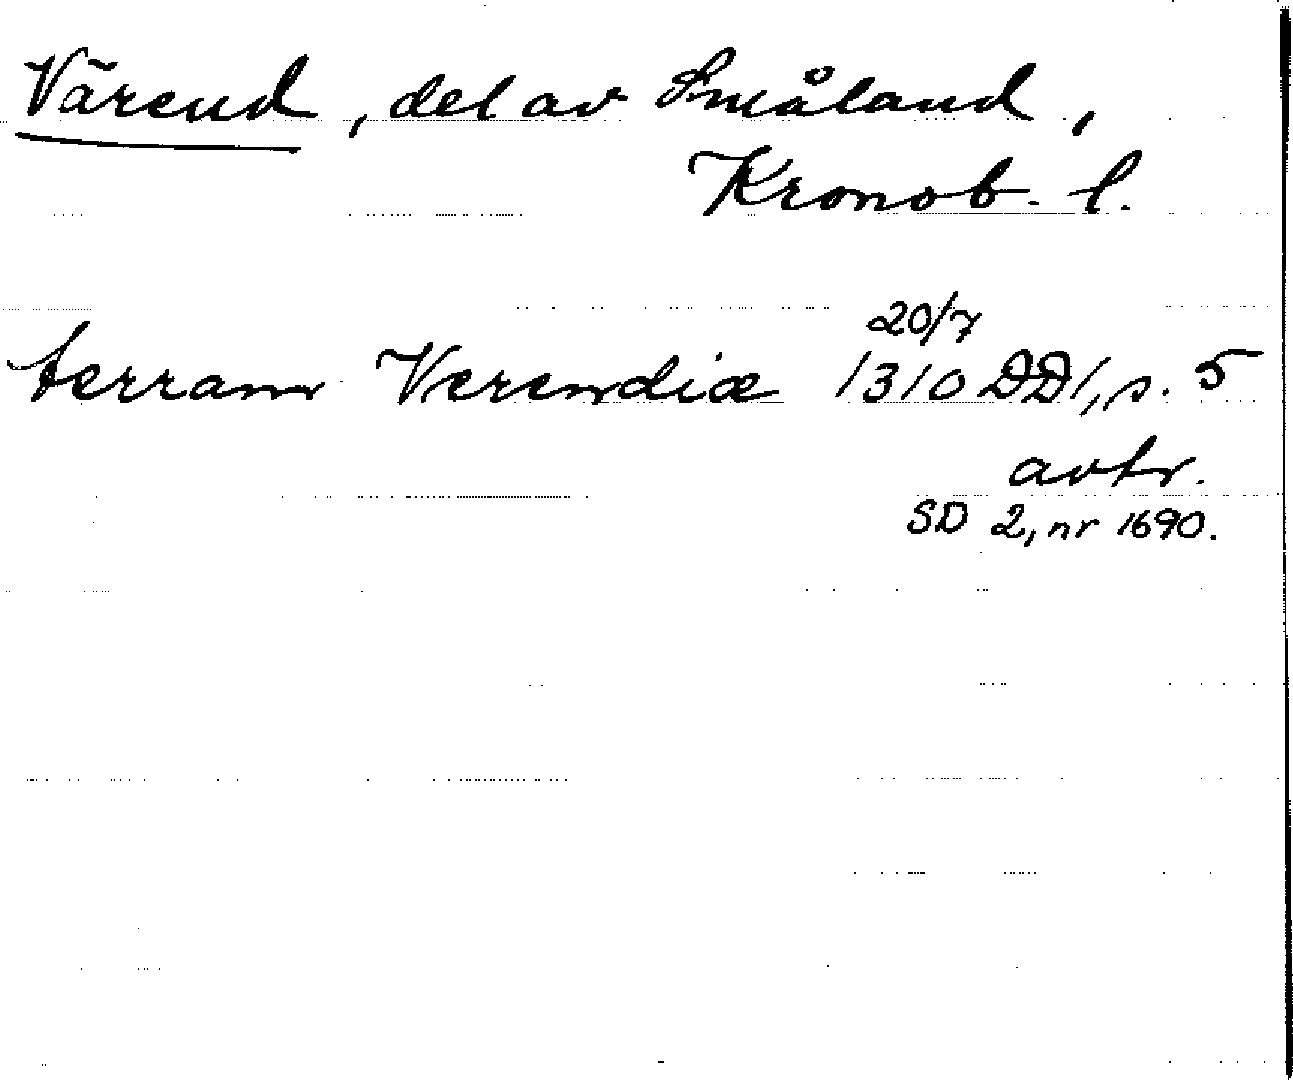 Värend, del av Småland,
Kronob. l.
20/7
terram Verendiæ 1310 DD1, s. 5
avtr.
SD 2, nr 1690.